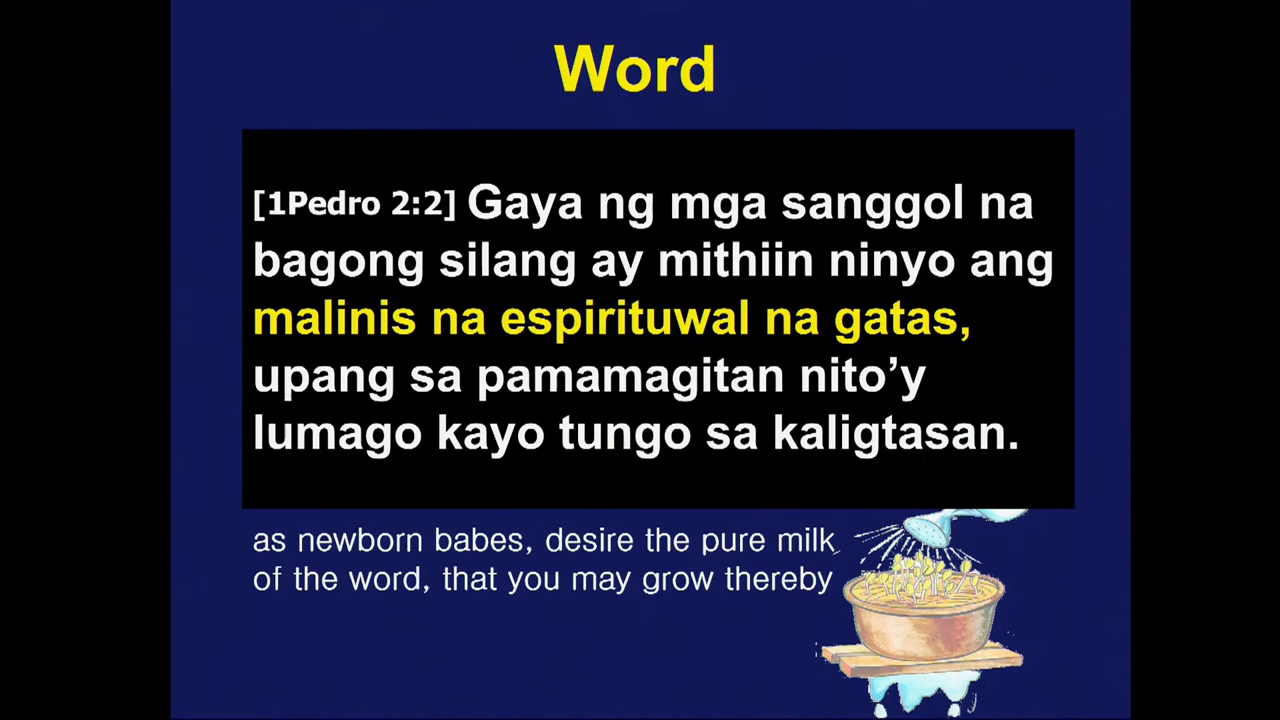 Word
[1Pedro 2:2] Gaya ng mga sanggol na
bagong silang ay mithiin ninyo ang
malinis na espirituwal na gatas,
upang sa pamamagitan nito’y
lumago kayo tungo sa kaligtasan.
as newborn babes, desire the pure milk
of the word, that you may grow thereby